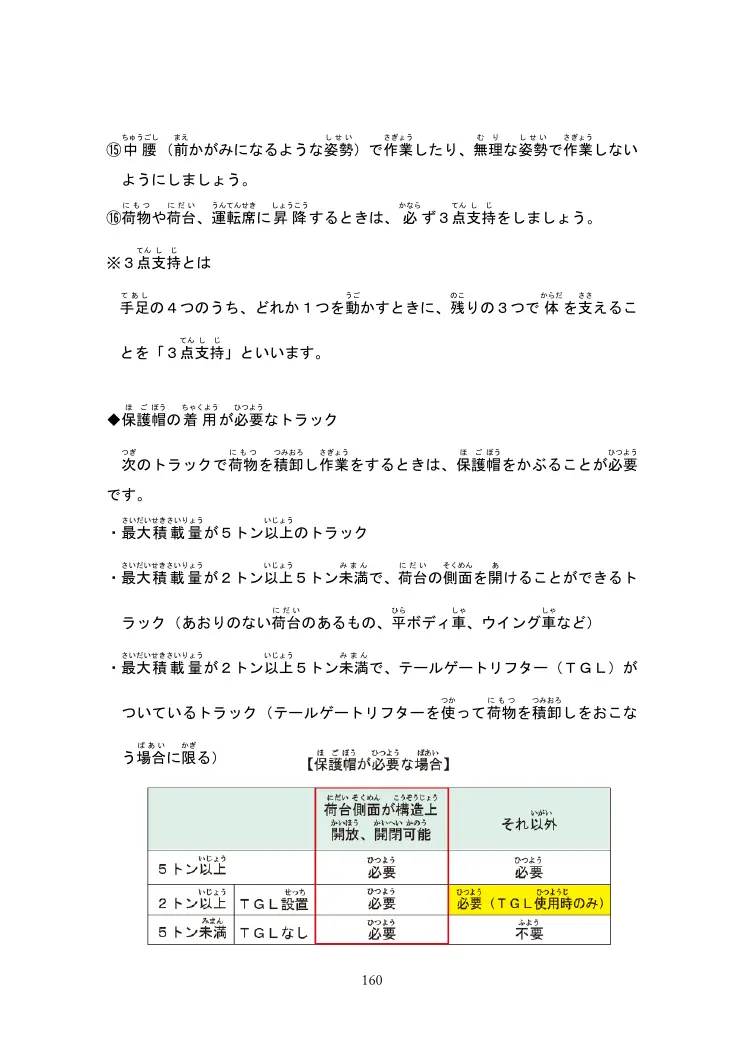 ⑮中腰（前かがみになるような姿勢）で作業したり、無理な姿勢で作業しない
ようにしましょう。
⑯荷物や荷台、運転席に昇降するときは、必ず３点支持をしましょう。
※３点支持とは
手足の４つのうち、どれか１つを動かすときに、残りの３つで体を支えるこ
とを「３点支持」といいます。
◆保護帽の着用が必要なトラック
次のトラックで荷物を積卸し作業をするときは、保護帽をかぶることが必要
です。
・最大積載量が５トン以上のトラック
・最大積載量が２トン以上５トン未満で、荷台の側面を開けることができるト
ラック（あおりのない荷台のあるもの、平ボディ車、ウイング車など）
・最大積載量が２トン以上５トン未満で、テールゲートリフター（ＴＧＬ）が
ついているトラック（テールゲートリフターを使って荷物を積卸しをおこな
う場合に限る）
【保護帽が必要な場合】
荷台側面が構造上
開放、開閉可能
それ以外
５トン以上 必要 必要
２トン以上 ＴＧＬ設置 必要 必要（ＴＧＬ使用時のみ）
５トン未満 ＴＧＬなし 必要 不要
160